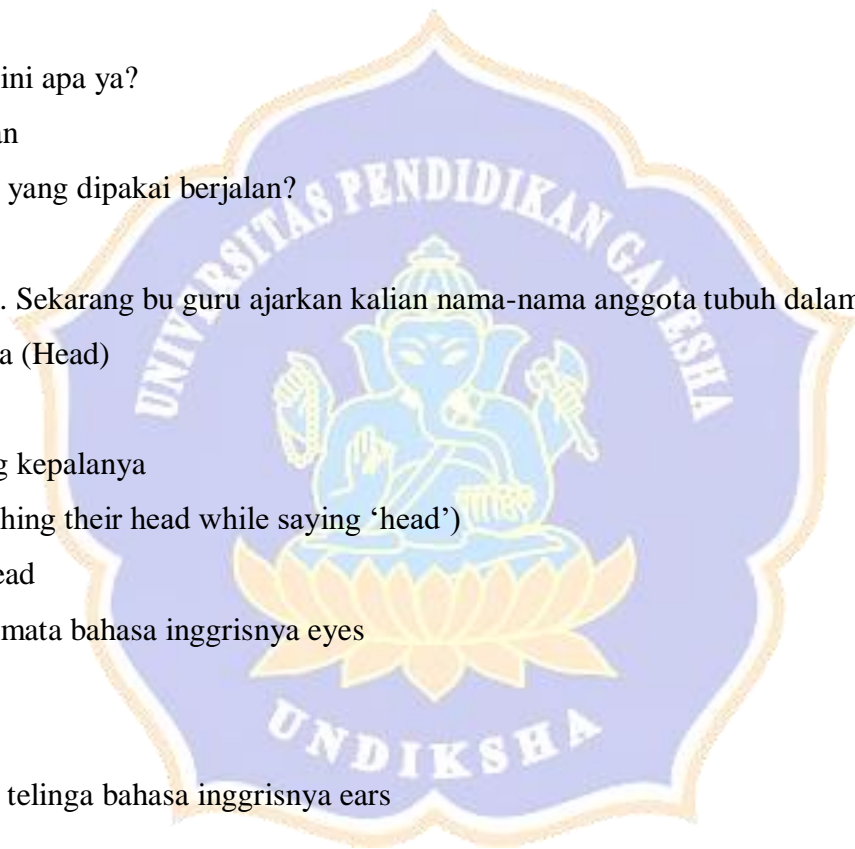 ini apa ya?
an
yang dipakai berjalan?
. Sekarang bu guru ajarkan kalian nama-nama anggota tubuh dalam
a (Head)
g kepalanya
hing their head while saying ‘head’)
ead
mata bahasa inggrisnya eyes
telinga bahasa inggrisnya ears
UNIVERSITAS PENDIDIKAN GANESHA
UNDIKSHA